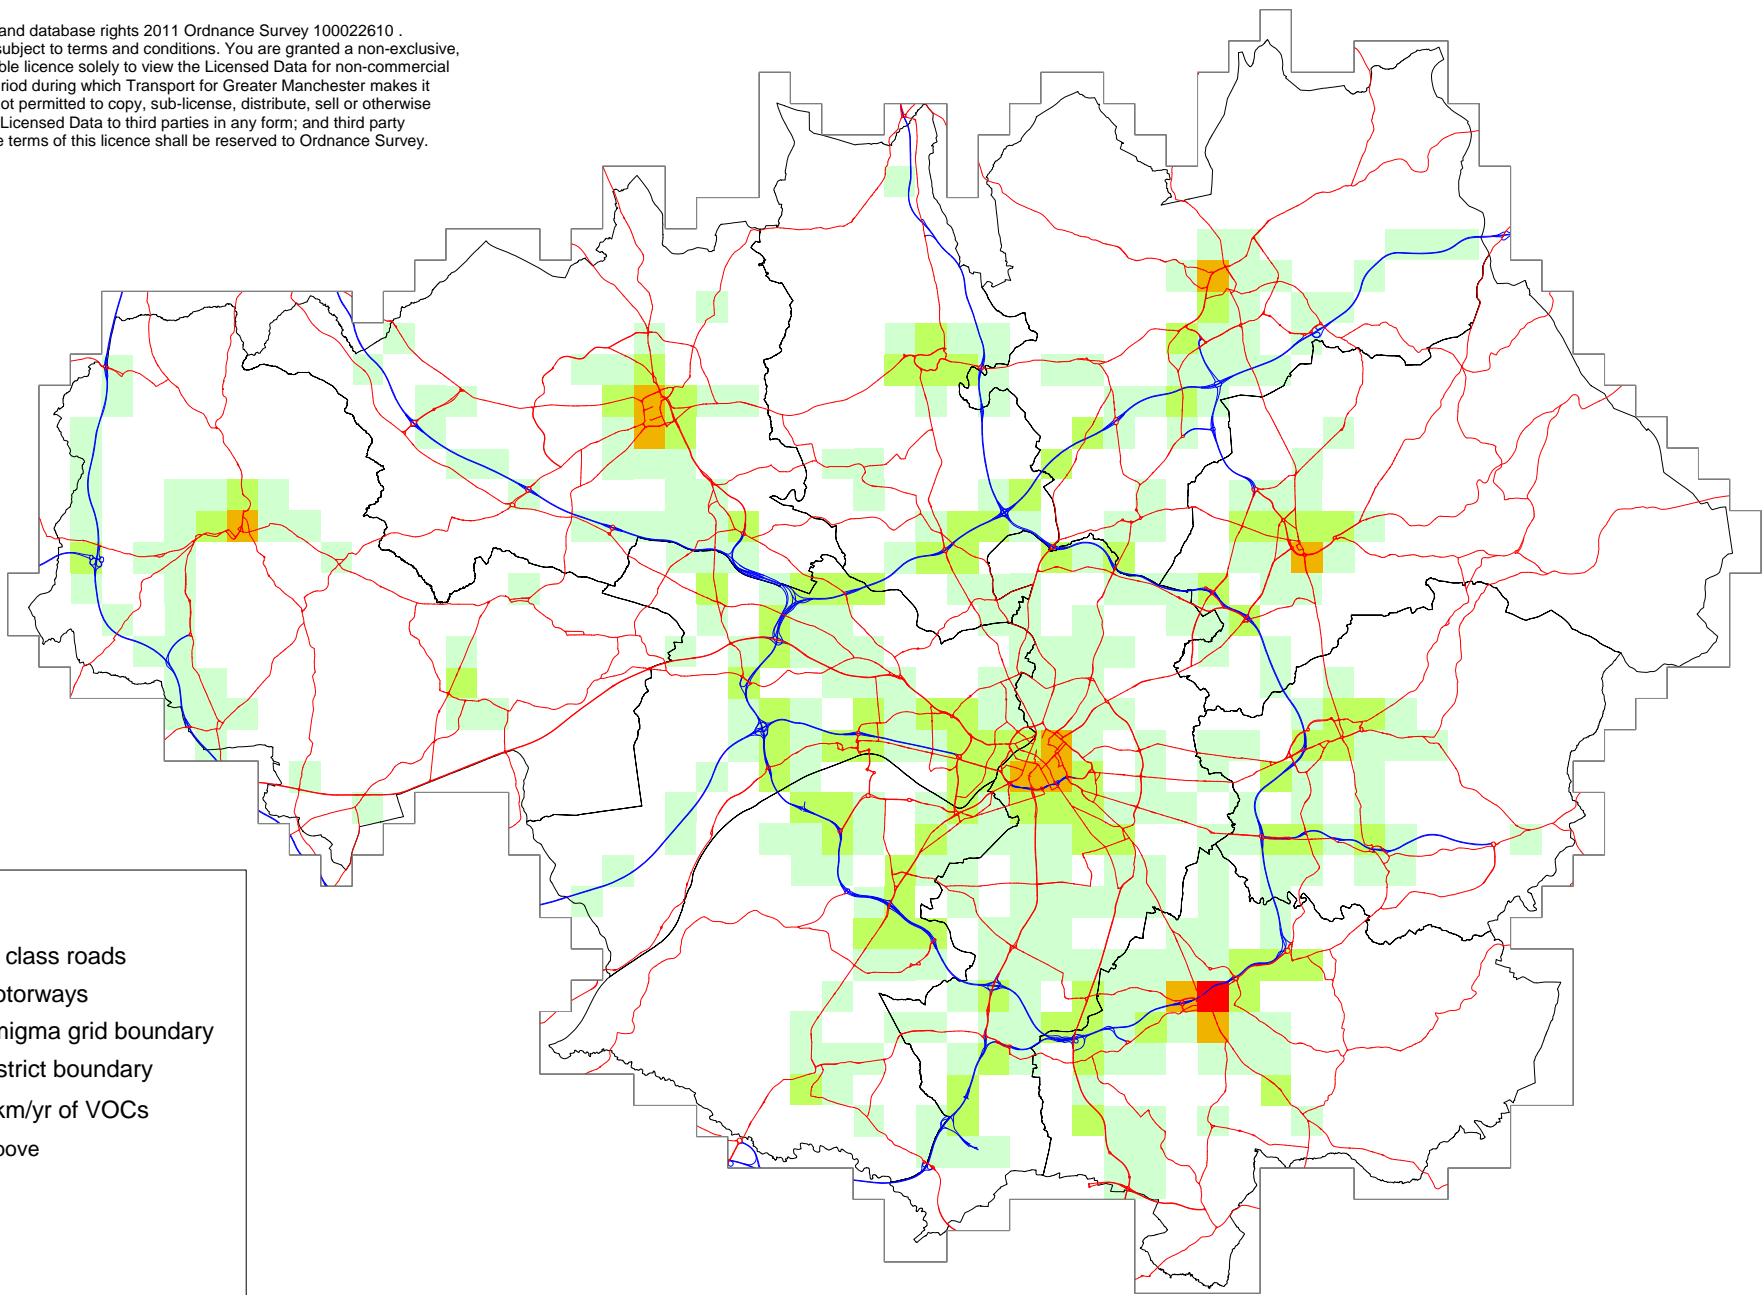 and database rights 2011 Ordnance Survey 100022610 .
subject to terms and conditions. You are granted a non-exclusive,
ble licence solely to view the Licensed Data for non-commercial
riod during which Transport for Greater Manchester makes it
ot permitted to copy, sub-license, distribute, sell or otherwise
Licensed Data to third parties in any form; and third party
e terms of this licence shall be reserved to Ordnance Survey.
class roads
otorways
nigma grid boundary
strict boundary
km/yr of VOCs
bove